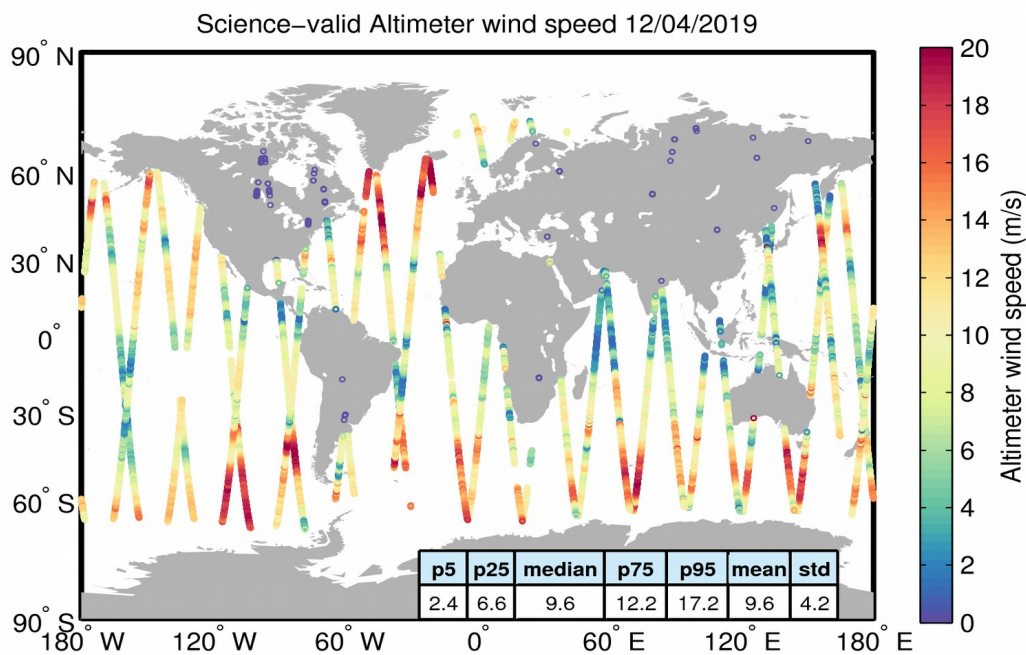 Science−valid Altimeter wind speed 12/04/2019
90° N
60° N
30° N
0°
30° S
60° S
90° S
180° W
120° W
60° W
0°
60° E
120° E
180° E
p5 p25 median p75 p95 mean std
2.4 6.6 9.6 12.2 17.2 9.6 4.2
20
18
16
14
12
10
8
6
4
2
0
Altimeter wind speed (m/s)